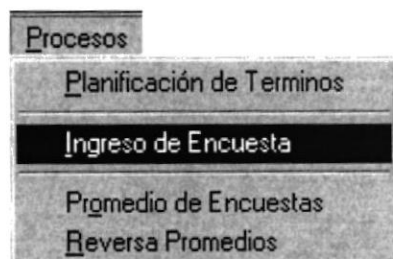 Procesos
Planificación de Terminos
Ingreso de Encuesta
Promedio de Encuestas
Reversa Promedios